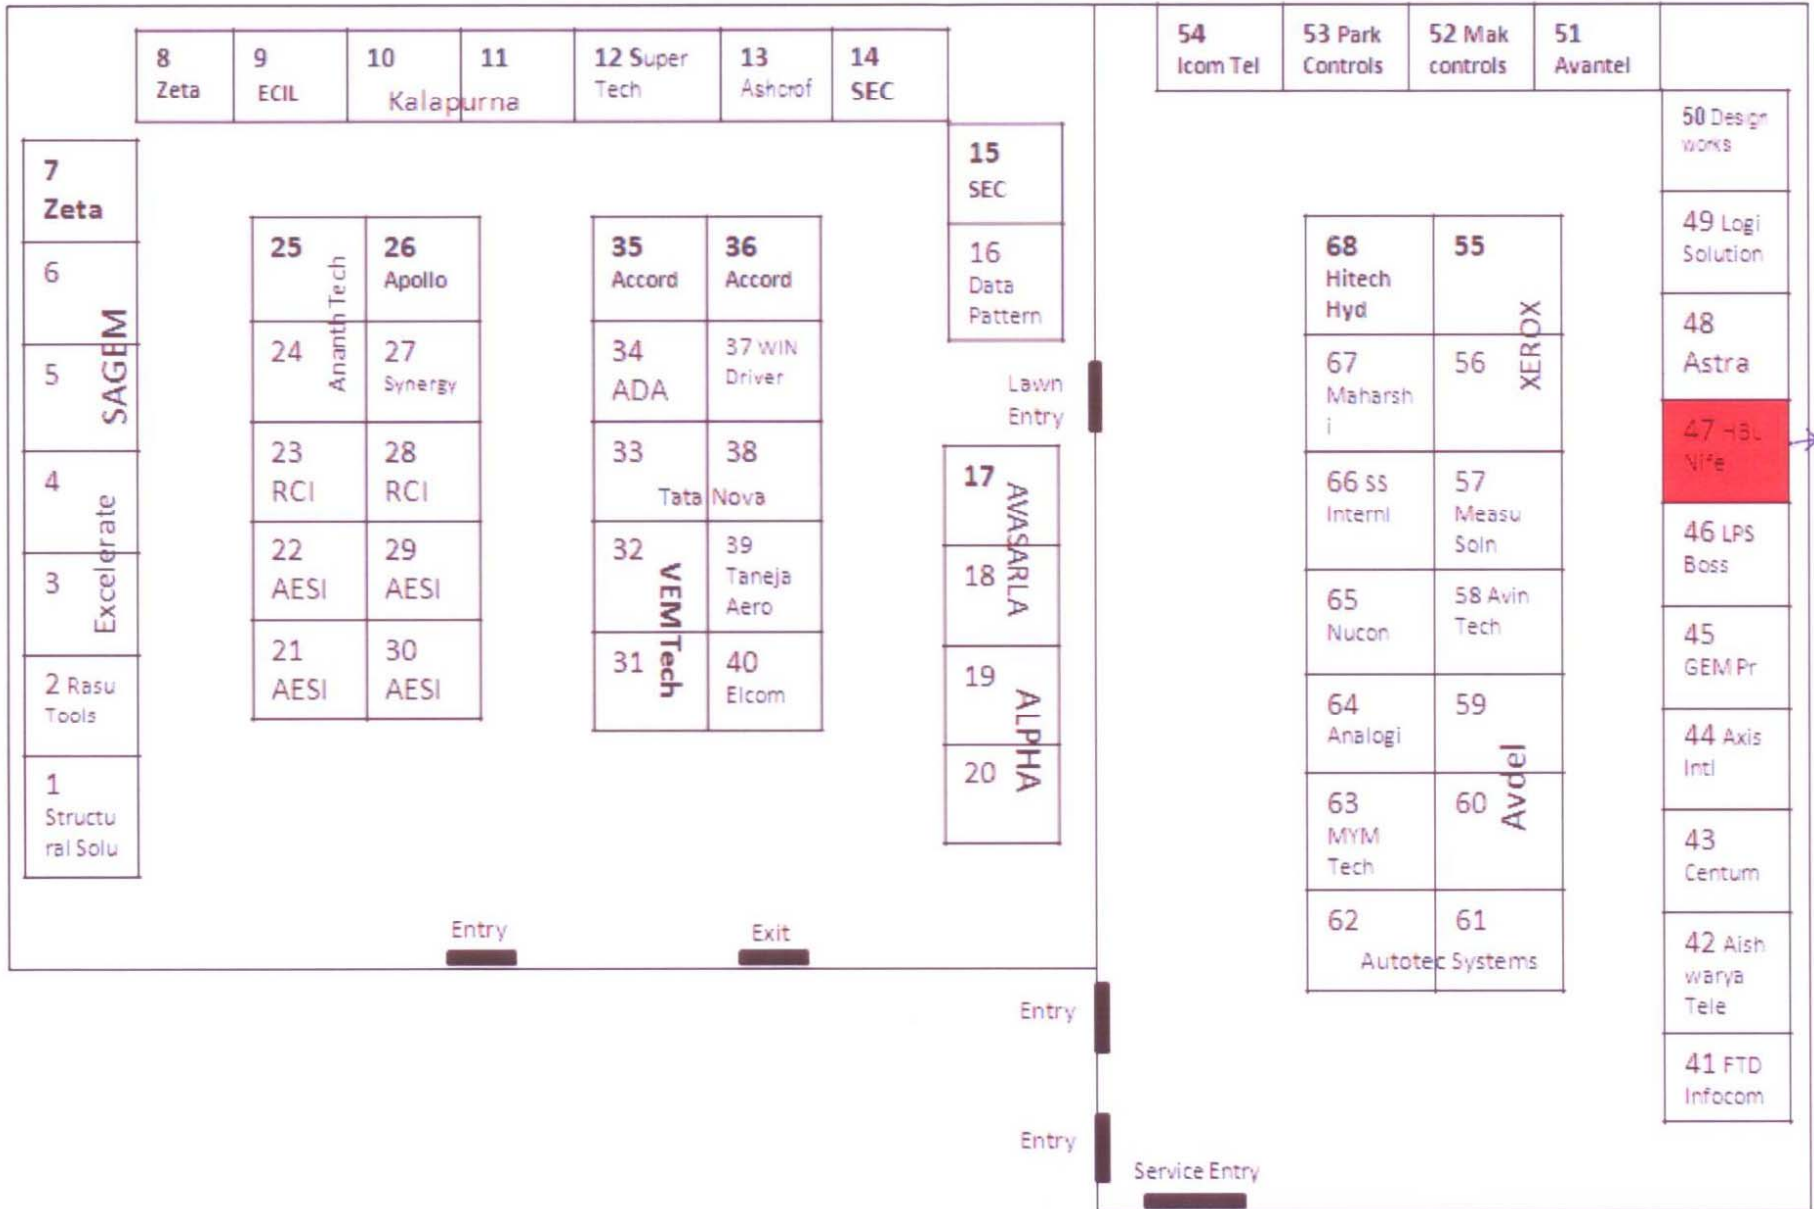 8
Zeta
9
ECIL
10
11
Kalapurna
12 Super
Tech
13
Ashcrof
14
SEC
7
Zeta
6
5
SAGEM
4
3
Excelerate
2 Rasu
Tools
1
Structu
ral Solu
25
24
Ananth Tech
26
Apollo
27
Synergy
23
RCI
28
RCI
22
AESI
29
AESI
21
AESI
30
AESI
35
Accord
36
Accord
34
ADA
37 WIN
Driver
33
38
Tata Nova
32
31
VEM Tech
39
Taneja
Aero
40
Elcom
15
SEC
16
Data
Pattern
Lawn
Entry
17
18
AVASARLA
19
20
ALPHA
Entry
Exit
Entry
Entry
Service Entry
54
Icom Tel
53 Park
Controls
52 Mak
controls
51
Avantel
50 Design
works
49 Logi
Solution
48
Astra
47 HBL
Nife
46 LPS
Boss
45
GEM Pr
44 Axis
Intl
43
Centum
42 Aish
warya
Tele
41 FTD
Infocom
68
Hitech
Hyd
55
56
XEROX
67
Maharsh
i
66 SS
Internl
57
Measu
Soln
65
Nucon
58 Avin
Tech
64
Analogi
59
60
Avdel
63
MYM
Tech
62
61
Autotec Systems